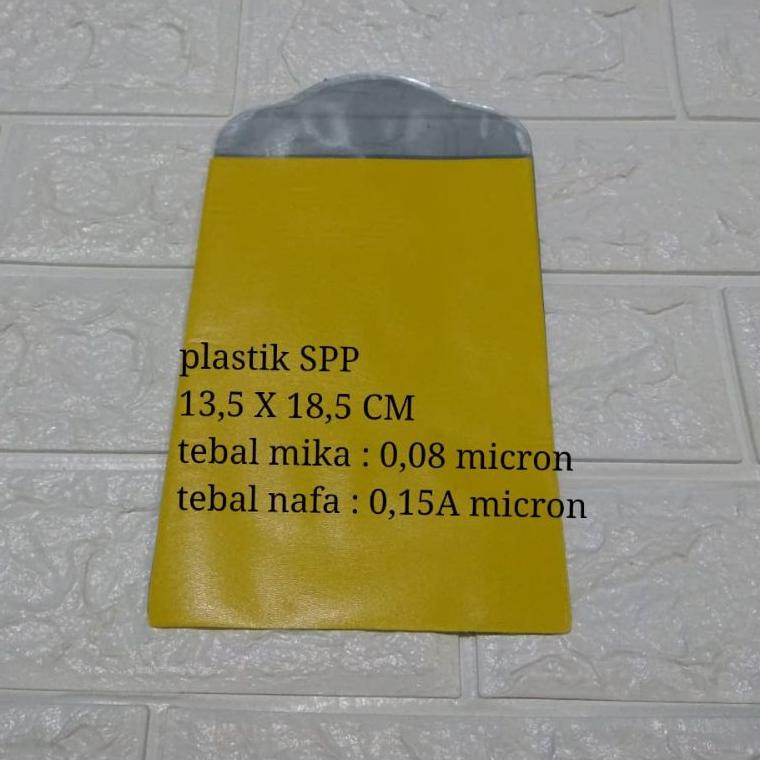 plastik SPP
13,5 X 18,5 CM
tebal mika : 0,08 micron
tebal nafa : 0,15A micron